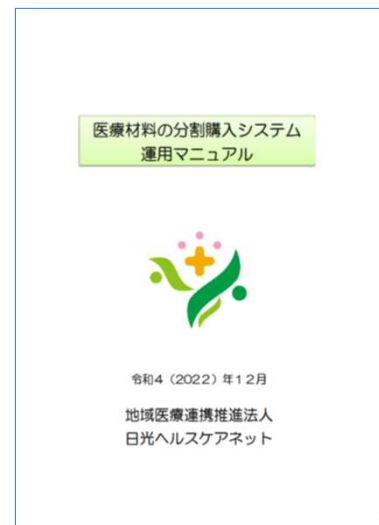 医療材料の分割購入システム
運用マニュアル
令和4（2022）年12月
地域医療連携推進法人
日光ヘルスケアネット